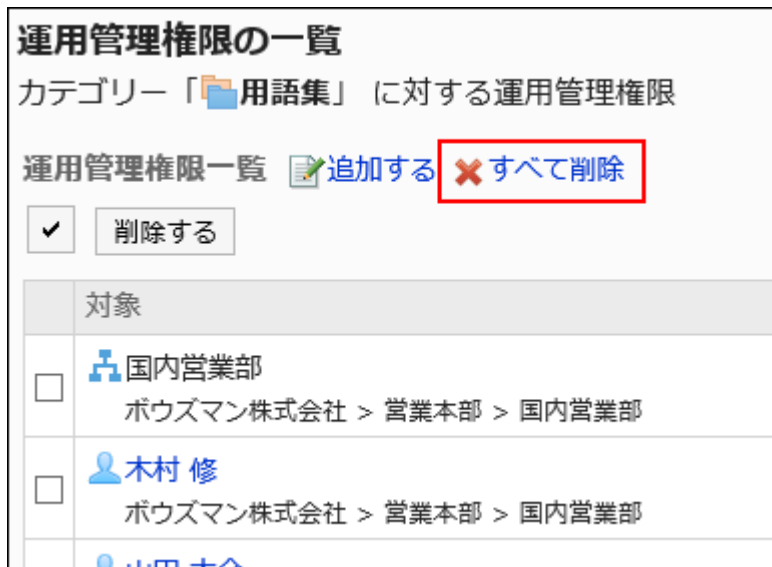 運用管理権限の一覧
カテゴリー「用語集」 に対する運用管理権限
運用管理権限一覧 追加する すべて削除
削除する
対象
国内営業部
ボウズマン株式会社 > 営業本部 > 国内営業部
木村 修
ボウズマン株式会社 > 営業本部 > 国内営業部